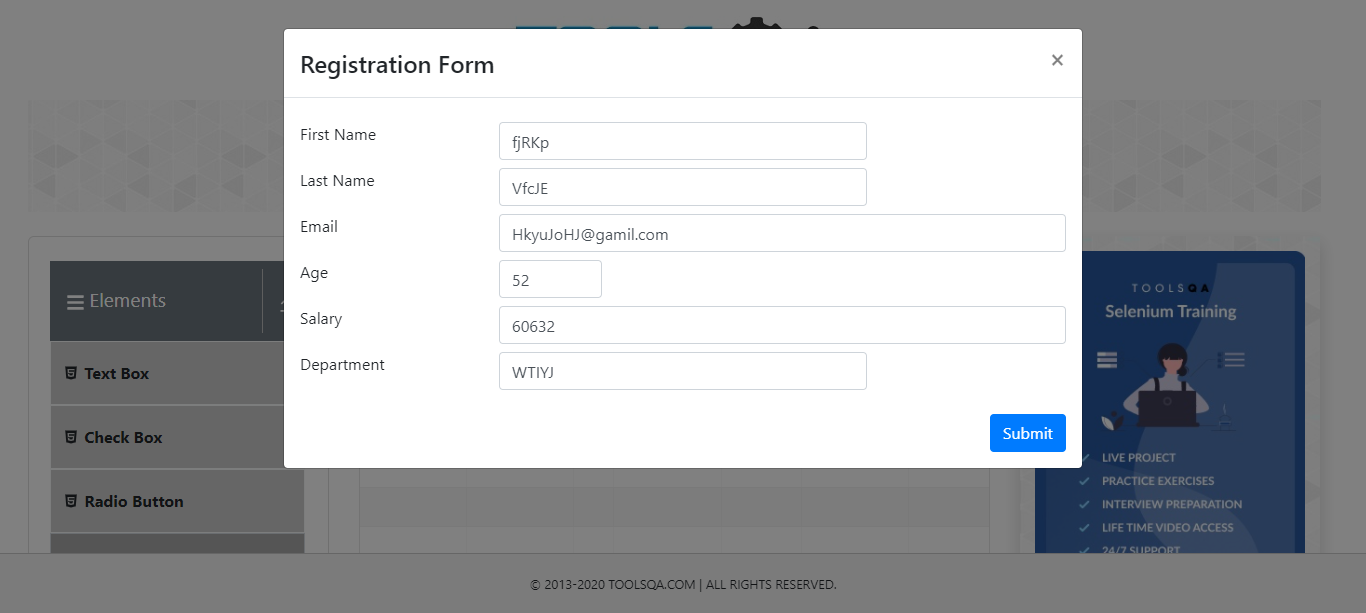 Registration Form
×
First Name
fjRKp
Last Name
VfcJE
Email
HkyuJoHJ@gamil.com
Age
52
Salary
60632
Department
WTIYJ
Submit
Elements
Text Box
Check Box
Radio Button
TOOLSQA
Selenium Training
LIVE PROJECT
PRACTICE EXERCISES
INTERVIEW PREPARATION
LIFE TIME VIDEO ACCESS
24/7 SUPPORT
© 2013-2020 TOOLSQA.COM | ALL RIGHTS RESERVED.